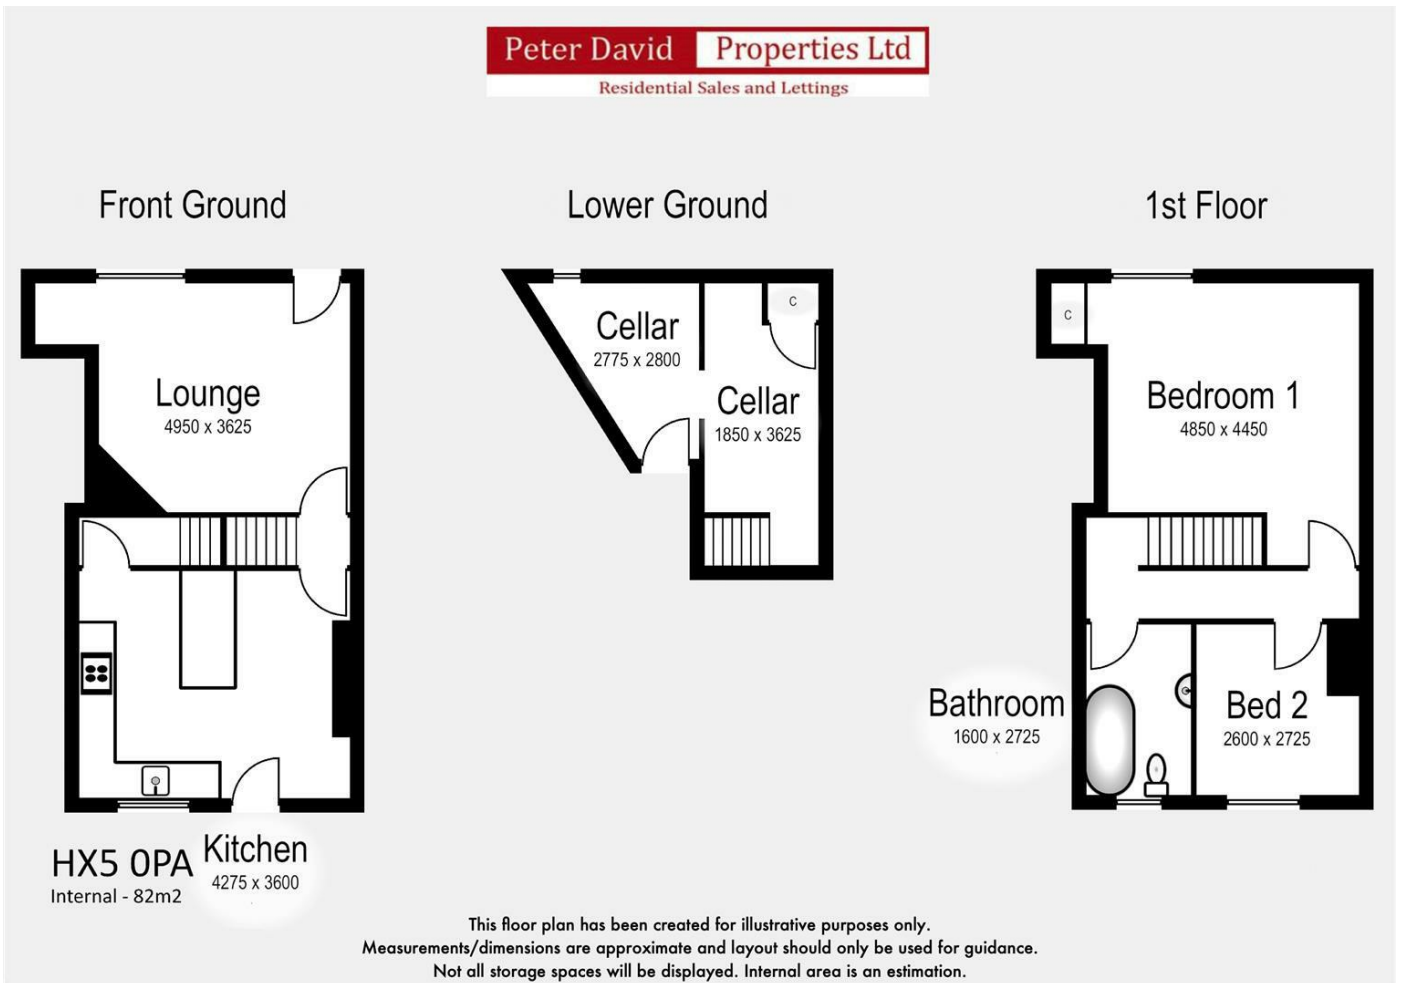 Peter David Properties Ltd
Residential Sales and Lettings
Front Ground
Lower Ground
1st Floor
Lounge
4950 x 3625
Cellar
2775 x 2800
C
Cellar
1850 x 3625
C
Bedroom 1
4850 x 4450
Bathroom
1600 x 2725
Bed 2
2600 x 2725
Kitchen
4275 x 3600
HX5 0PA
Internal - 82m2
This floor plan has been created for illustrative purposes only.
Measurements/dimensions are approximate and layout should only be used for guidance.
Not all storage spaces will be displayed. Internal area is an estimation.